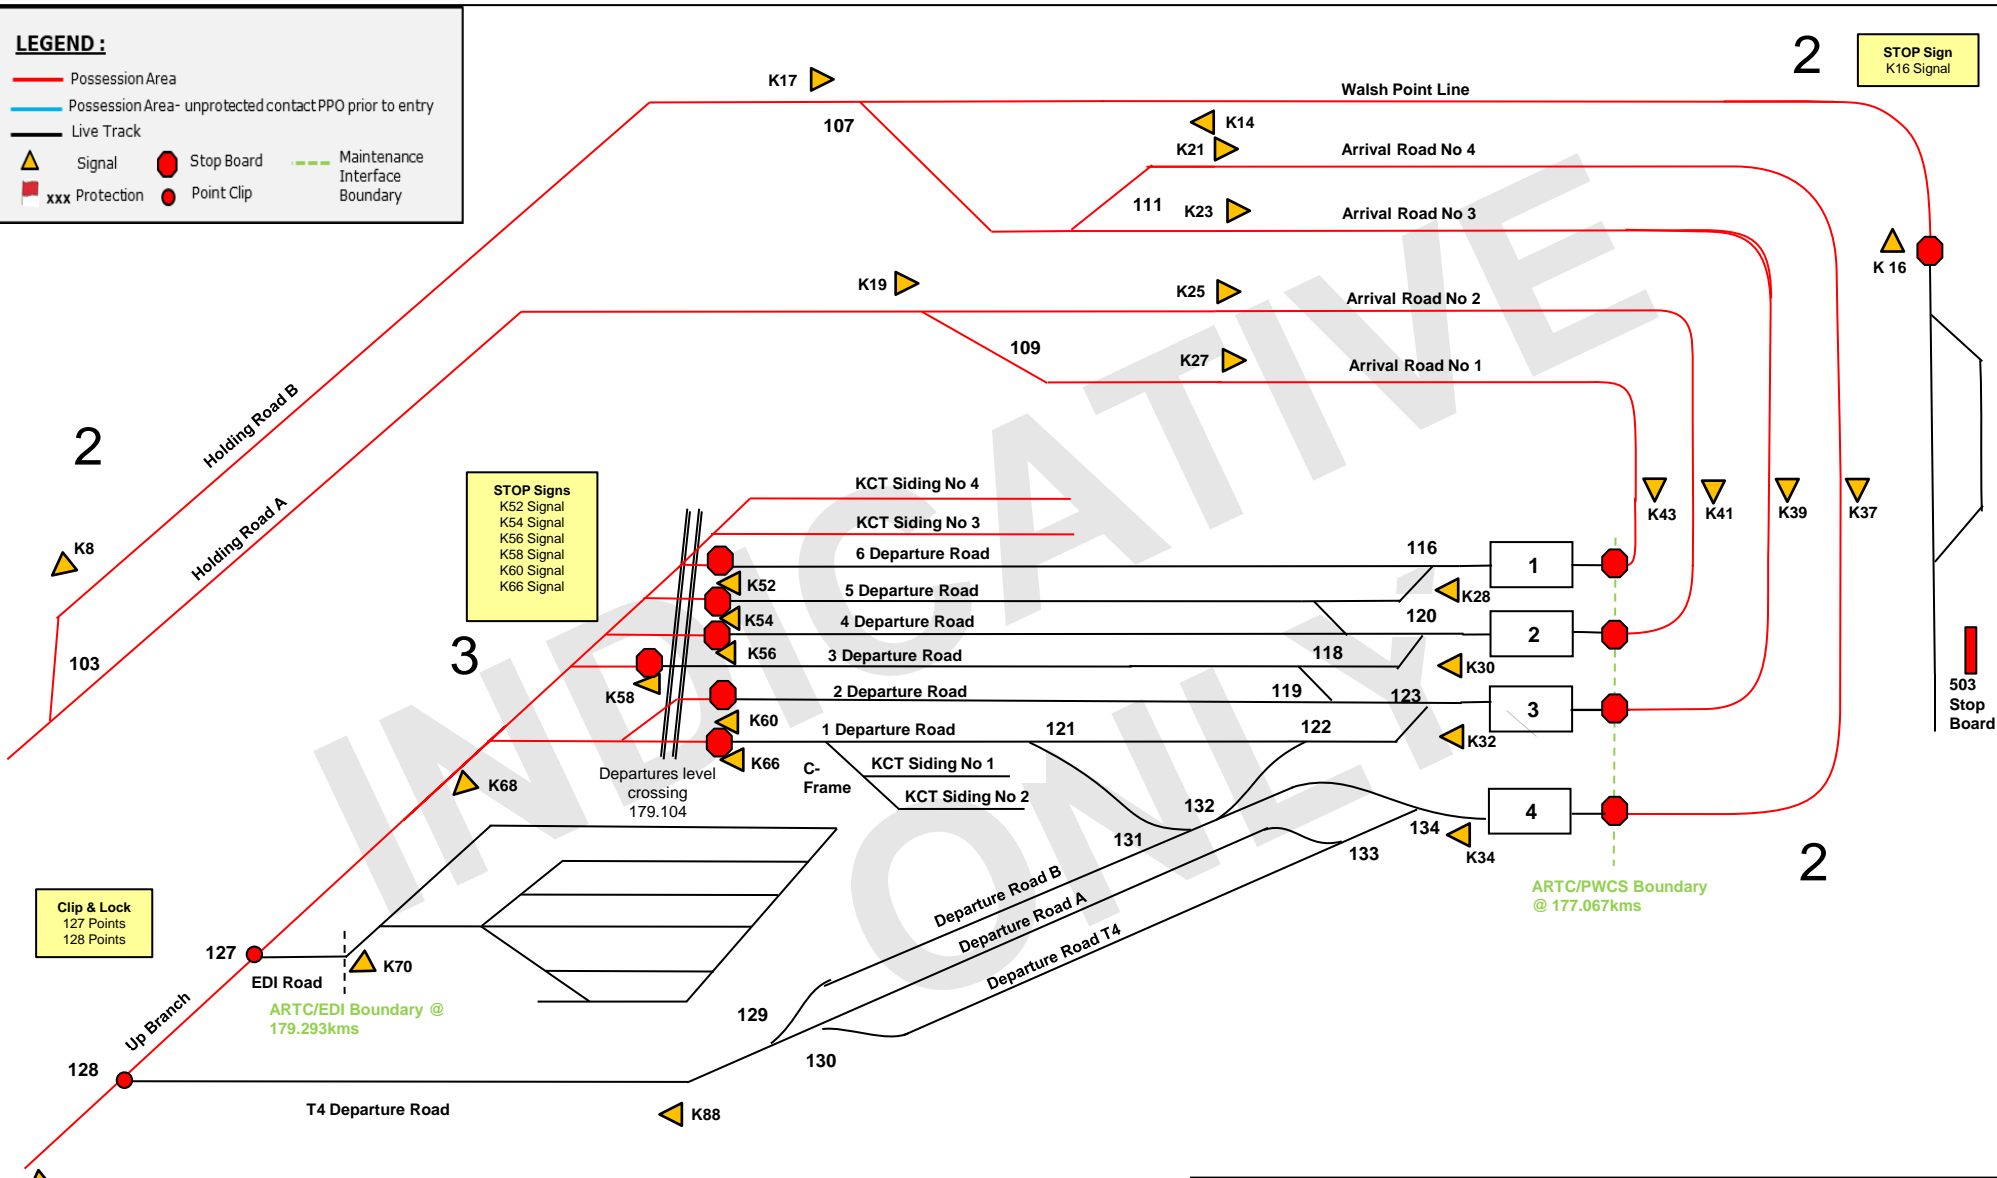 LEGEND :
Possession Area
Possession Area- unprotected contact PPO prior to entry
Live Track
Signal
Stop Board
Maintenance
Interface
Boundary
xxx Protection
Point Clip
2
STOP Sign
K16 Signal
K17
Walsh Point Line
107
K14
K21
Arrival Road No 4
111
K23
Arrival Road No 3
K 16
K19
K25
Arrival Road No 2
109
K27
Arrival Road No 1
Holding Road B
2
Holding Road A
K8
103
STOP Signs
K52 Signal
K54 Signal
K56 Signal
K58 Signal
K60 Signal
K66 Signal
3
KCT Siding No 4
KCT Siding No 3
6 Departure Road
116
1
K43
K41
K39
K37
K52
5 Departure Road
K28
K54
4 Departure Road
120
2
K56
3 Departure Road
118
K30
K58
2 Departure Road
119
123
3
K60
1 Departure Road
121
122
K32
K66
503
Stop
Board
Departures level
crossing
179.104
C-
Frame
KCT Siding No 1
KCT Siding No 2
K68
132
131
134
4
K34
133
2
ARTC/PWCS Boundary
@ 177.067kms
Departure Road B
Departure Road A
Departure Road T4
Clip & Lock
127 Points
128 Points
127
K70
EDI Road
ARTC/EDI Boundary @
179.293kms
Up Branch
129
130
128
T4 Departure Road
K88
INDICATIVE
ONLY